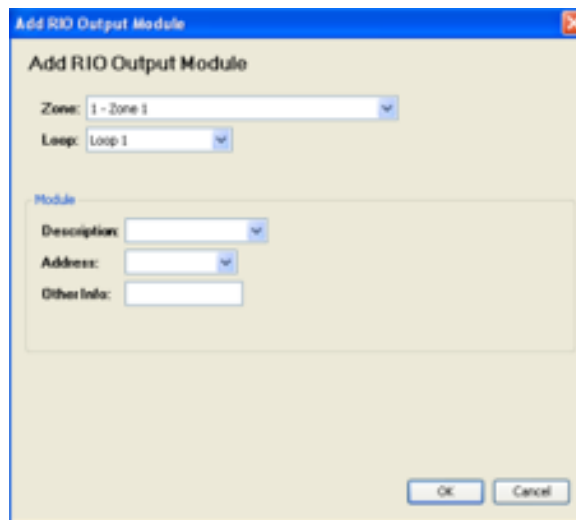 Add RIO Output Module
Add RIO Output Module
Zone: 1 - Zone 1
Loop: Loop 1
Module
Description:
Address:
Other Info:
OK Cancel